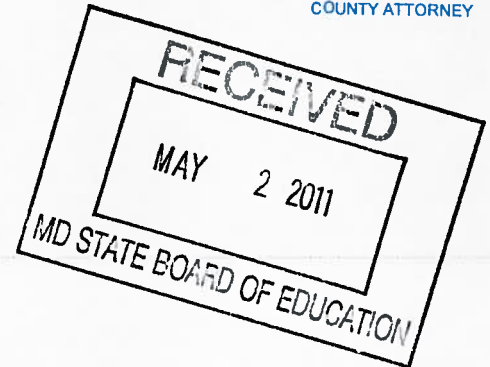 COUNTY ATTORNEY
RECEIVED
MAY 2 2011
MD STATE BOARD OF EDUCATION